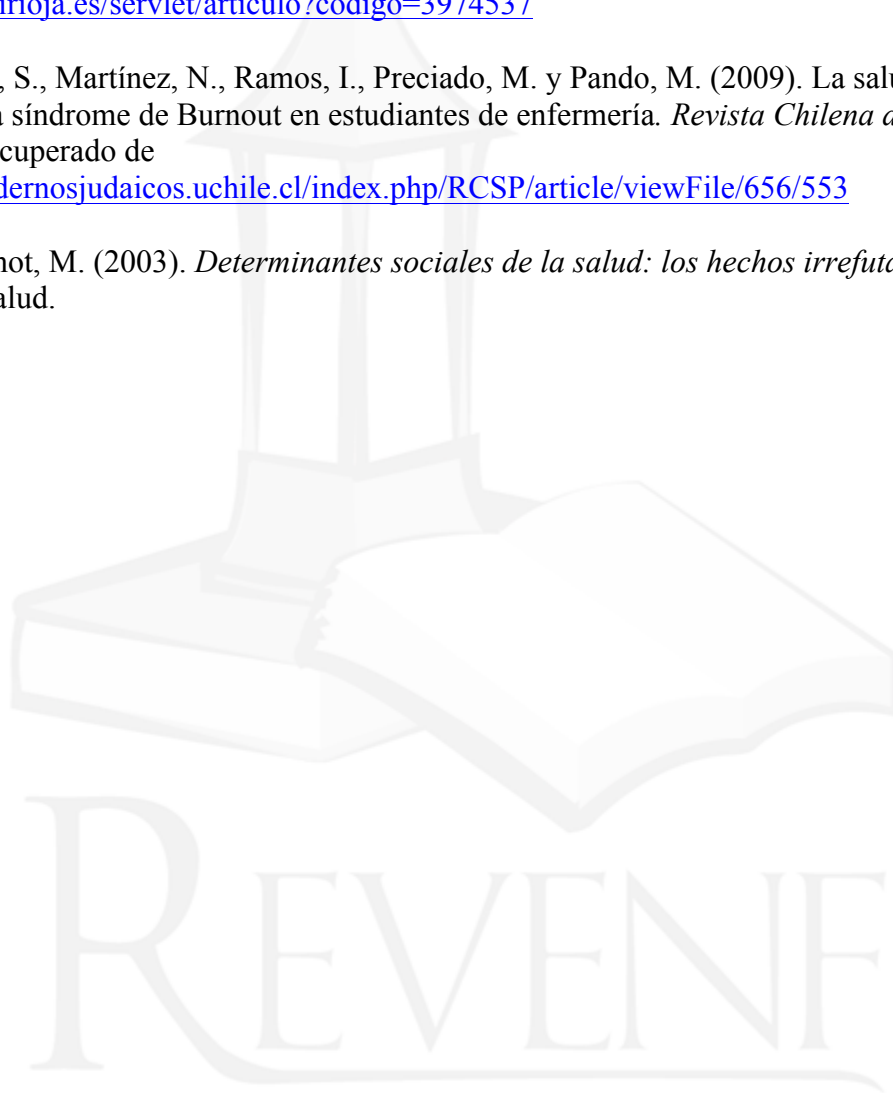 irioja.es/servlet/articulo?codigo=3974537
, S., Martínez, N., Ramos, I., Preciado, M. y Pando, M. (2009). La salu
síndrome de Burnout en estudiantes de enfermería. Revista Chilena d
cuperado de
dernosjudaicos.uchile.cl/index.php/RCSP/article/viewFile/656/553
not, M. (2003). Determinantes sociales de la salud: los hechos irrefuta
alud.
REVENF